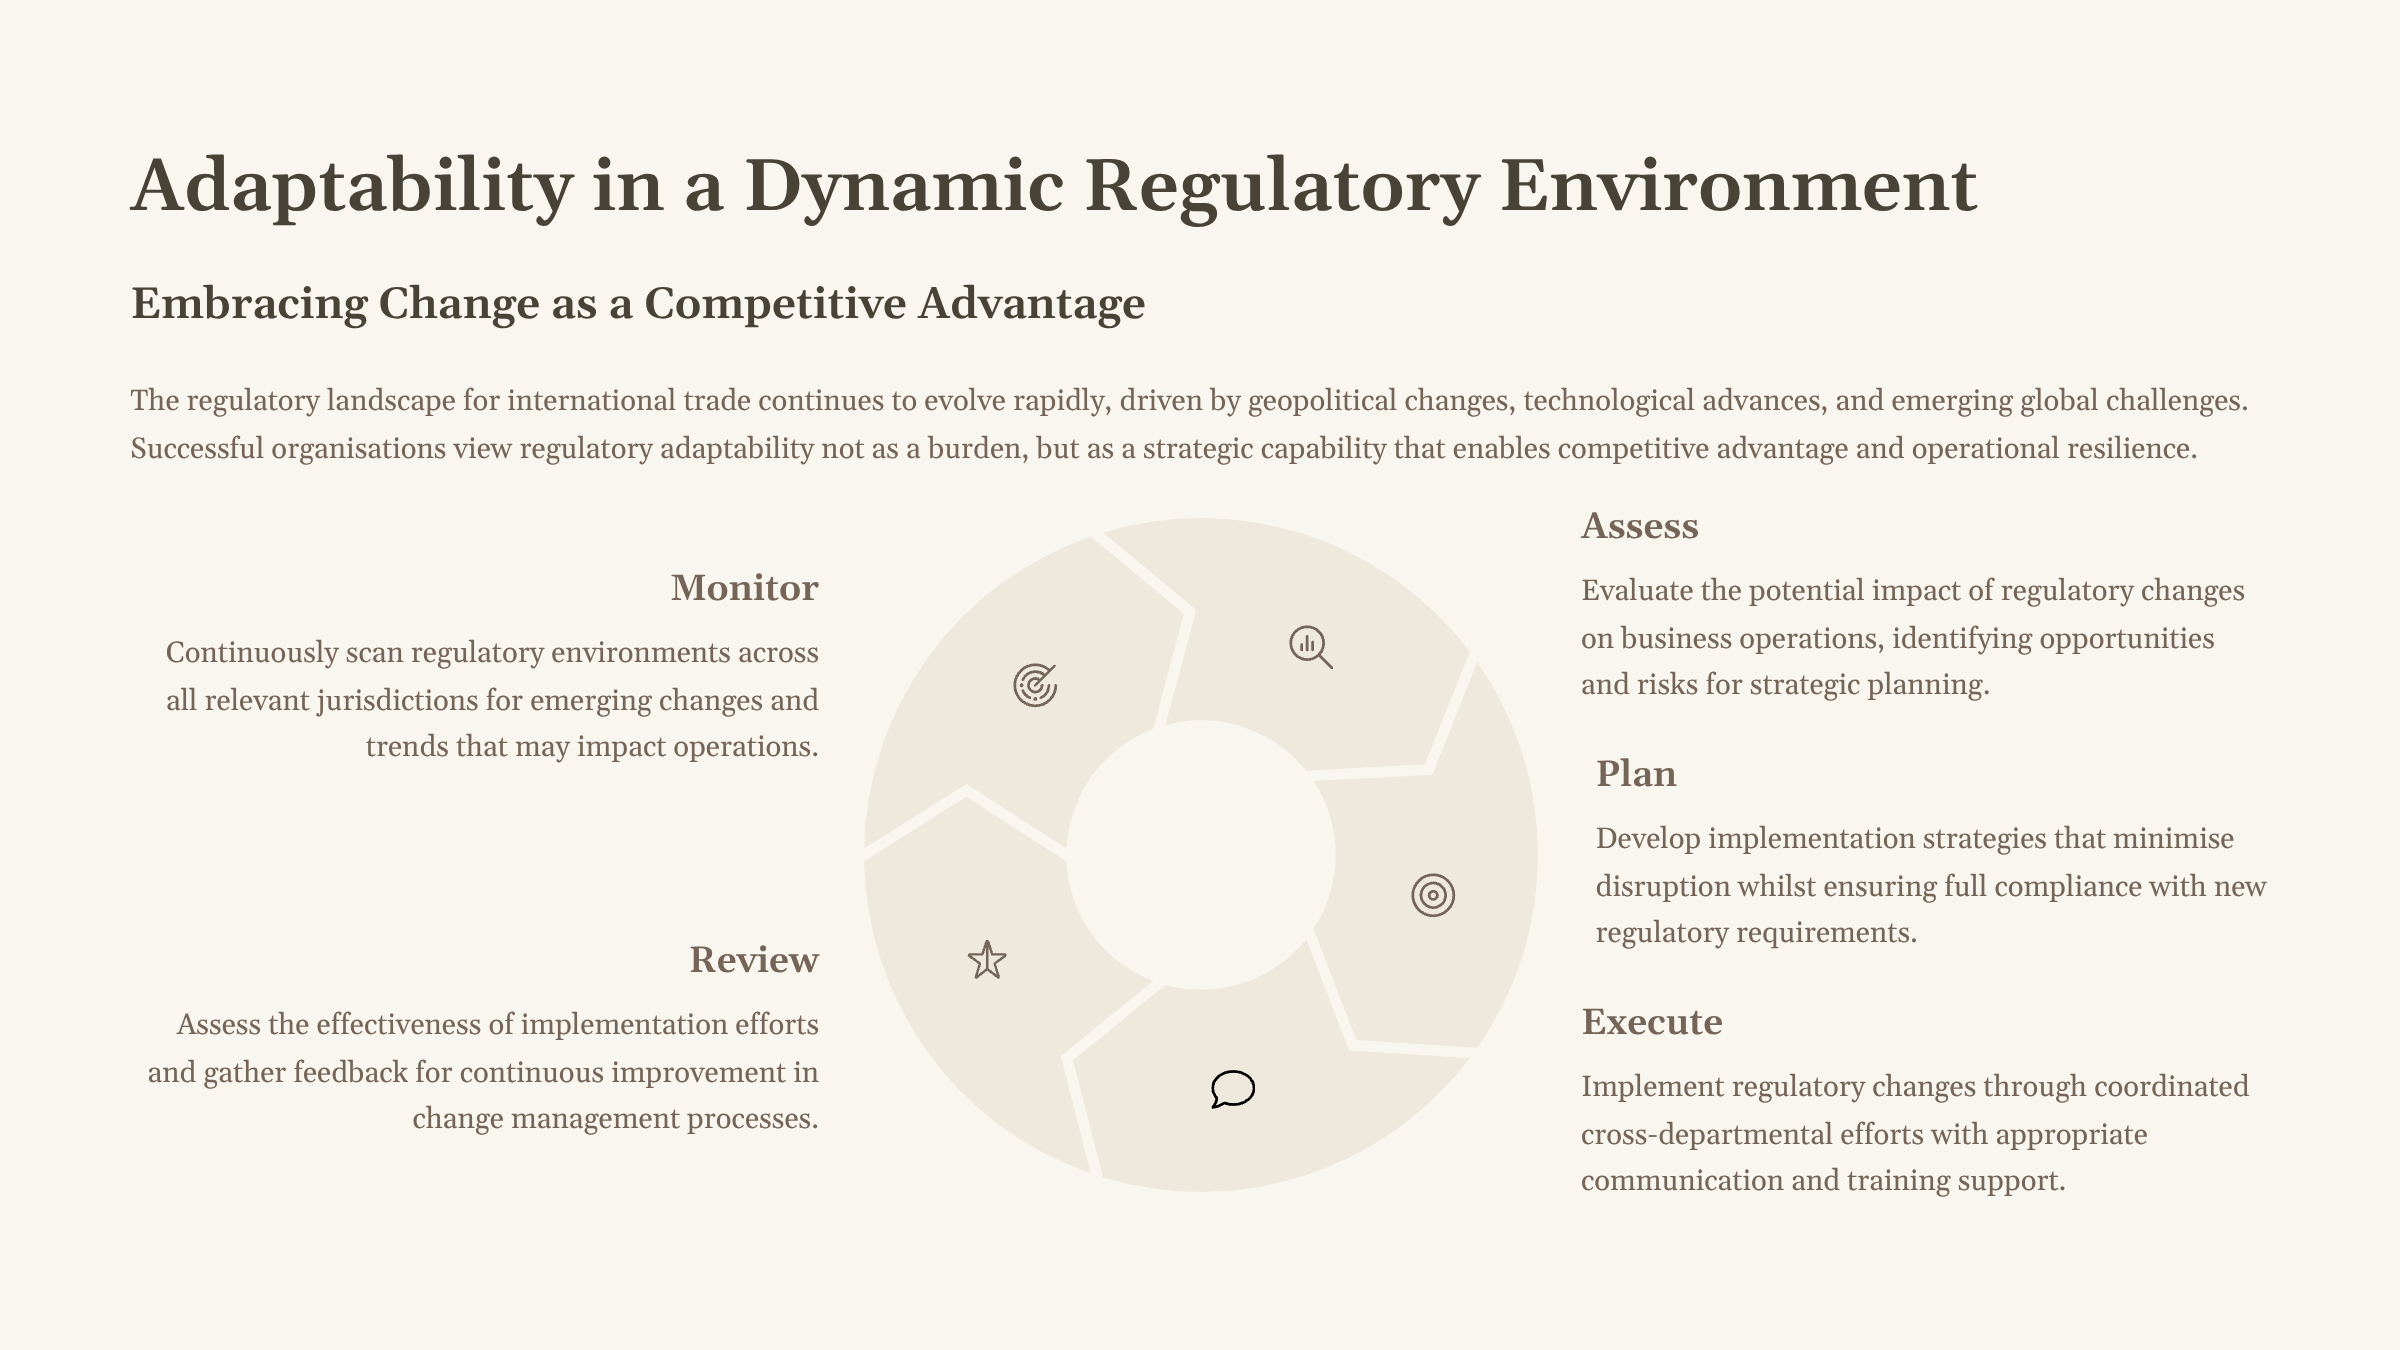 Adaptability in a Dynamic Regulatory Environment
Embracing Change as a Competitive Advantage
The regulatory landscape for international trade continues to evolve rapidly, driven by geopolitical changes, technological advances, and emerging global challenges.
Successful organisations view regulatory adaptability not as a burden, but as a strategic capability that enables competitive advantage and operational resilience.
Monitor
Continuously scan regulatory environments across
all relevant jurisdictions for emerging changes and
trends that may impact operations.
Assess
Evaluate the potential impact of regulatory changes
on business operations, identifying opportunities
and risks for strategic planning.
Plan
Develop implementation strategies that minimise
disruption whilst ensuring full compliance with new
regulatory requirements.
Execute
Implement regulatory changes through coordinated
cross-departmental efforts with appropriate
communication and training support.
Review
Assess the effectiveness of implementation efforts
and gather feedback for continuous improvement in
change management processes.